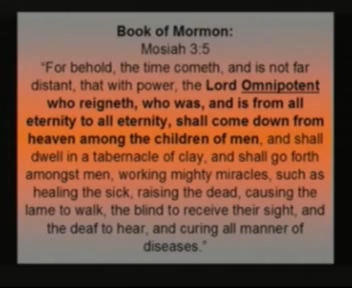 Book of Mormon:
Mosiah 3:5
"For behold, the time cometh, and is not far
distant, that with power, the Lord Omnipotent
who reigneth, who was, and is from all
eternity to all eternity, shall come down from
heaven among the children of men, and shall
dwell in a tabernacle of clay, and shall go forth
amongst men, working mighty miracles, such as
healing the sick, raising the dead, causing the
lame to walk, the blind to receive their sight, and
the deaf to hear, and curing all manner of
diseases."